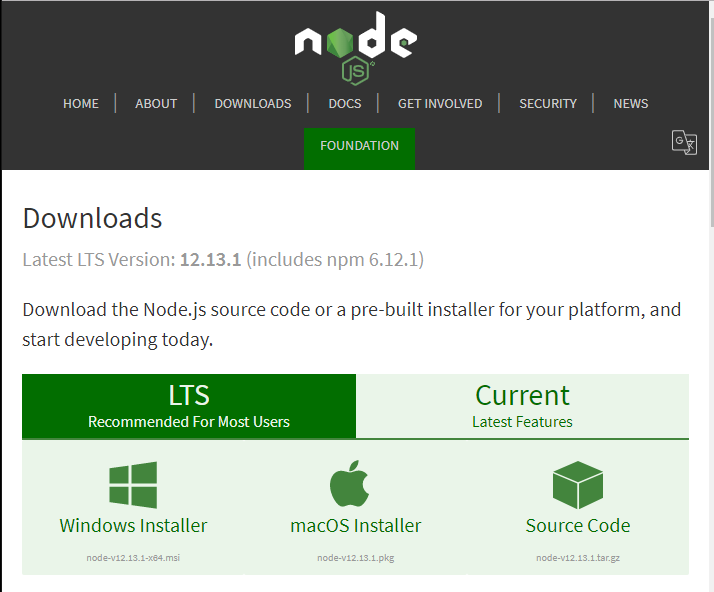 node
JS
HOME ABOUT DOWNLOADS DOCS GET INVOLVED SECURITY NEWS
FOUNDATION
Downloads
Latest LTS Version: 12.13.1 (includes npm 6.12.1)
Download the Node.js source code or a pre-built installer for your platform, and
start developing today.
LTS
Recommended For Most Users
Current
Latest Features
Windows Installer
node-v12.13.1-x64.msi
macOS Installer
node-v12.13.1.pkg
Source Code
node-v12.13.1.tar.gz